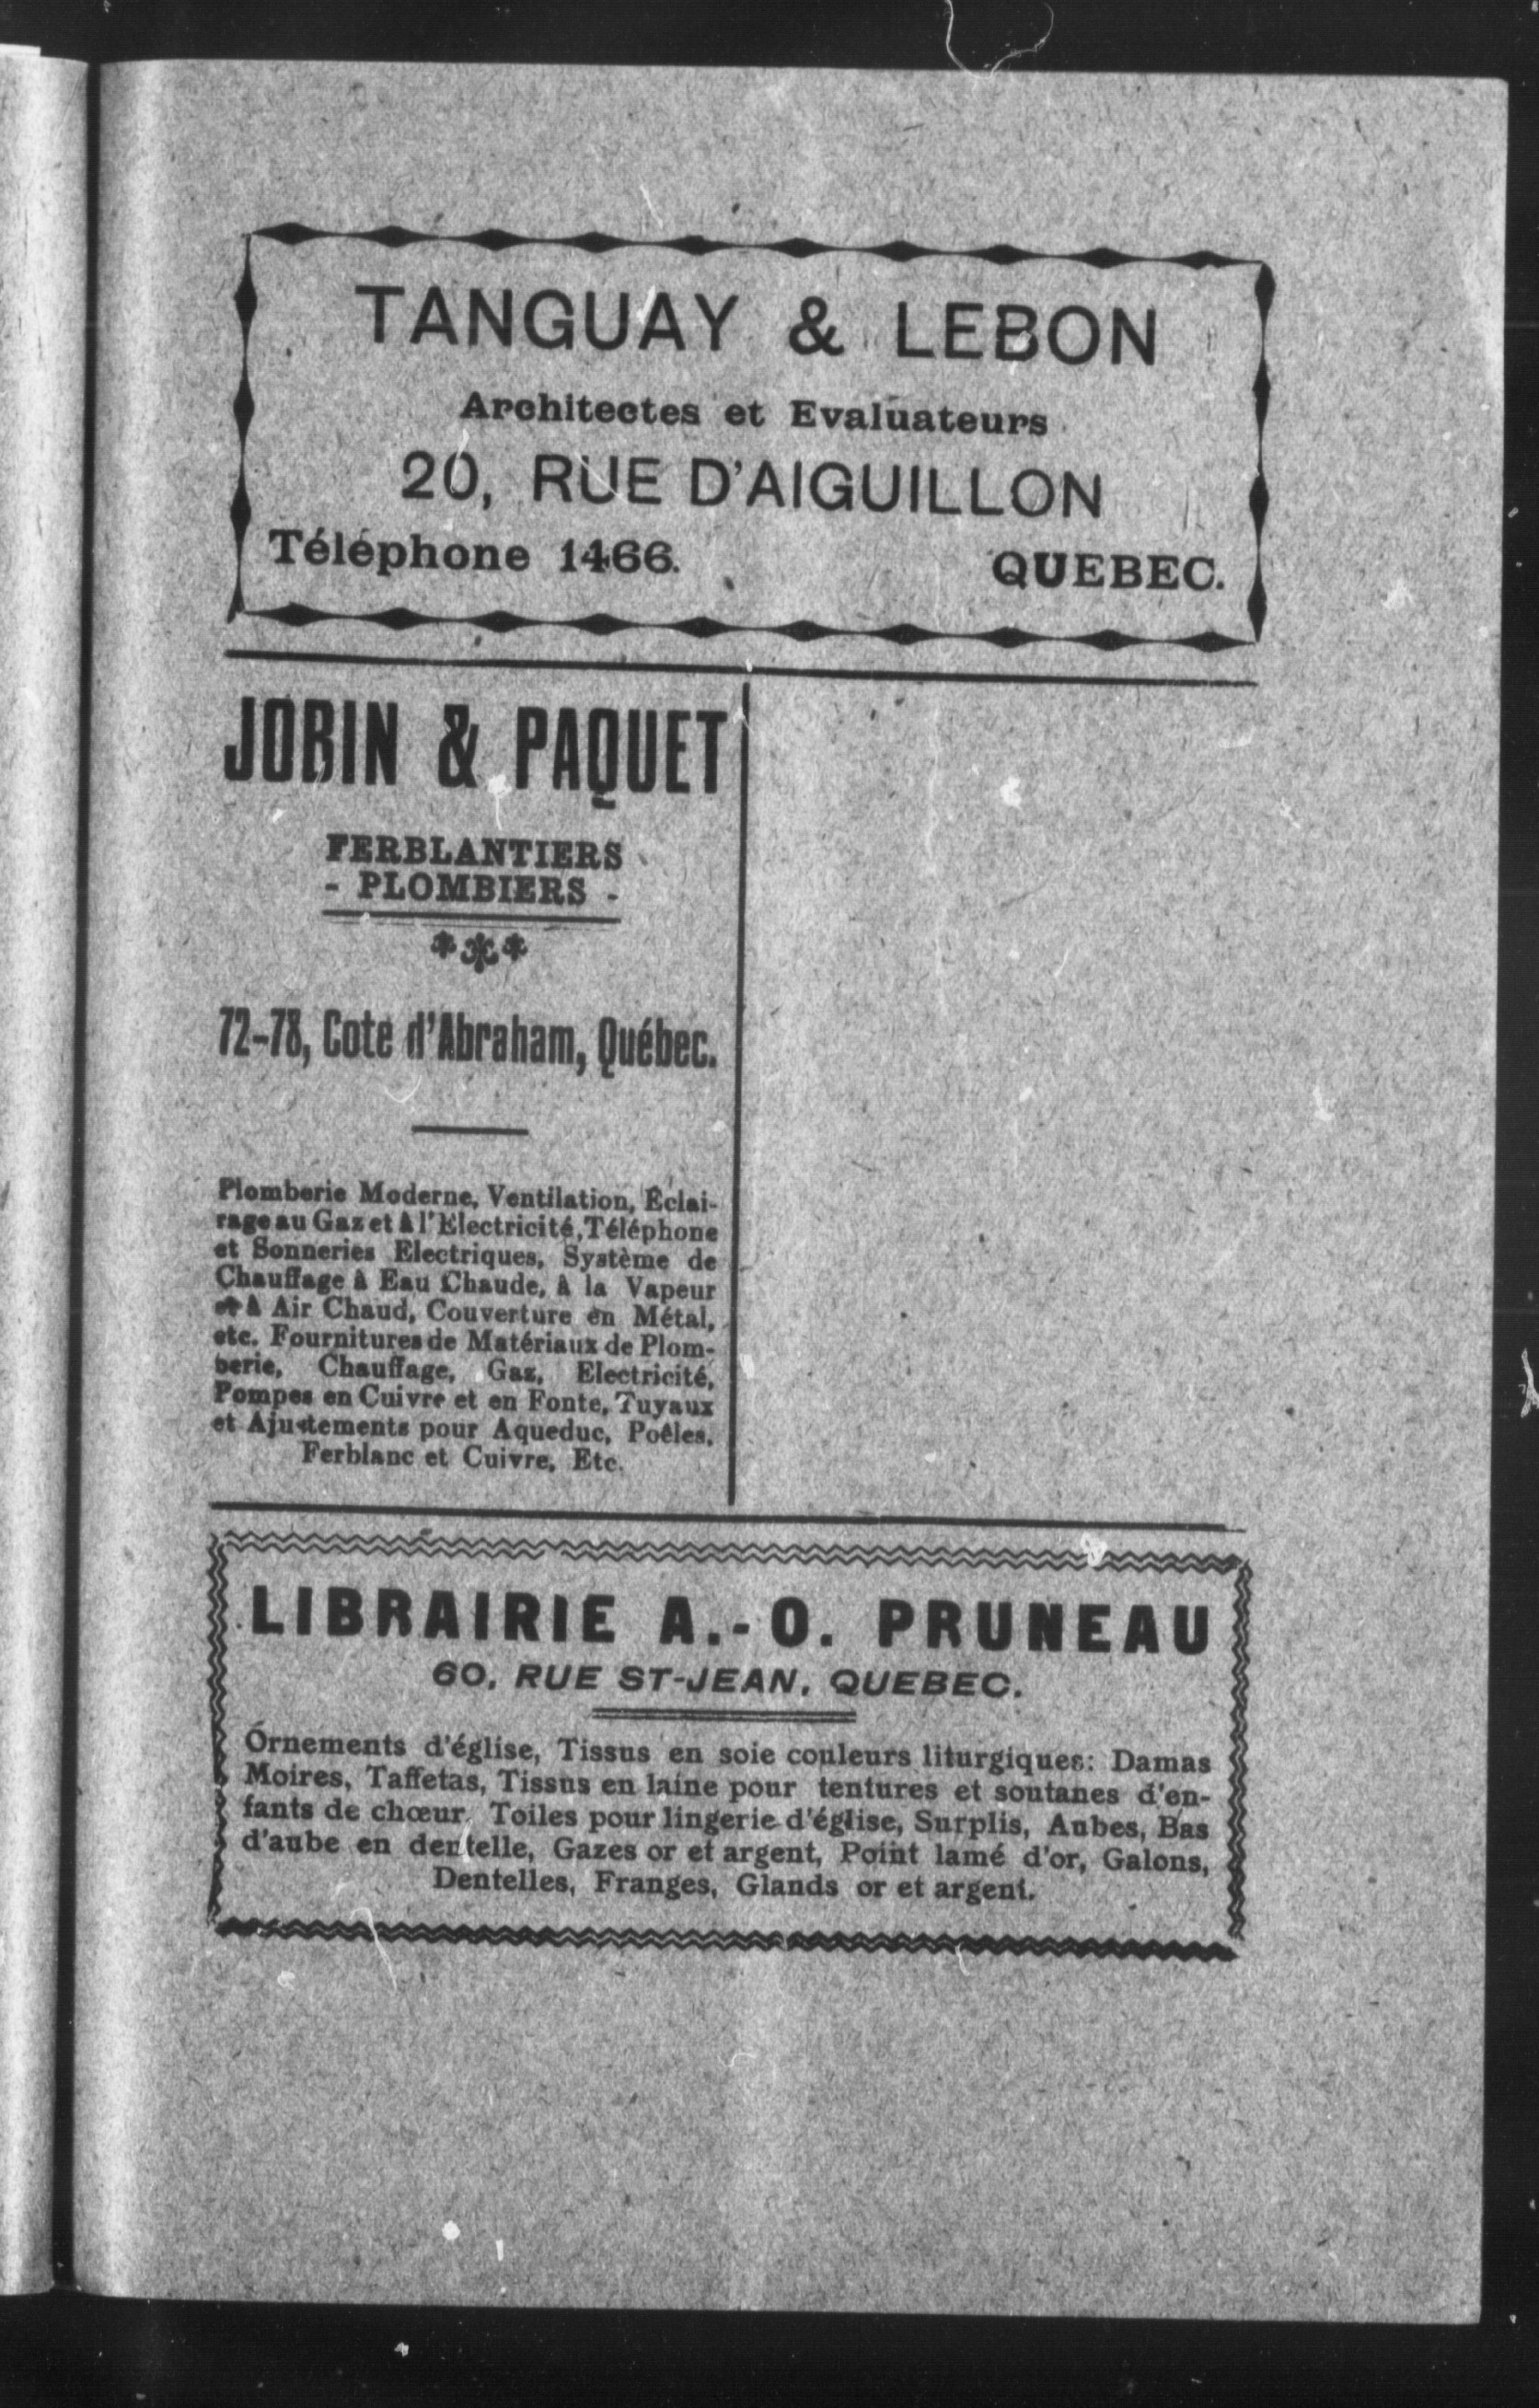 TANGUAY & LEBON
Architectes et Evaluateurs
20, RUE D'AIGUILLON
Téléphone 1466. QUEBEC.
JOBIN & PAQUET
FERBLANTIERS
- PLOMBIERS -
72-78, Cote d'Abraham, Québec.
Plomberie Moderne, Ventilation, Éclai-
rage au Gaz et à l'Electricité, Téléphone
et Sonneries Electriques, Système de
Chauffage à Eau Chaude, à la Vapeur
et à Air Chaud, Couverture en Métal,
etc. Fournitures de Matériaux de Plom-
berie, Chauffage, Gaz, Electricité,
Pompes en Cuivre et en Fonte, Tuyaux
et Ajustements pour Aqueduc, Poêles,
Ferblanc et Cuivre, Etc.
LIBRAIRIE A.-O. PRUNEAU
60, RUE ST-JEAN, QUEBEC.
Ornements d'église, Tissus en soie couleurs liturgiques: Damas
Moires, Taffetas, Tissus en laine pour tentures et soutanes d'en-
fants de chœur, Toiles pour lingerie d'église, Surplis, Aubes, Bas
d'aube en dentelle, Gazes or et argent, Point lamé d'or, Galons,
Dentelles, Franges, Glands or et argent.